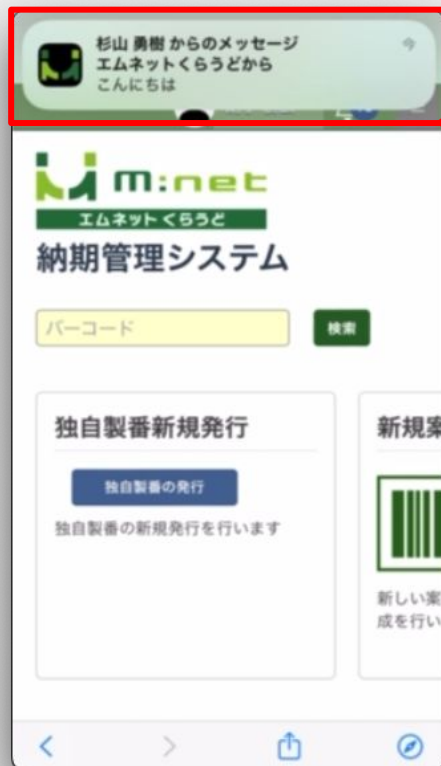 杉山 勇樹 からのメッセージ
今
エムネットくらうどから
こんにちは
m:net
エムネットくらうど
納期管理システム
バーコード
検索
独自製番新規発行
独自製番の発行
独自製番の新規発行を行います
新規案
新しい案
成を行い